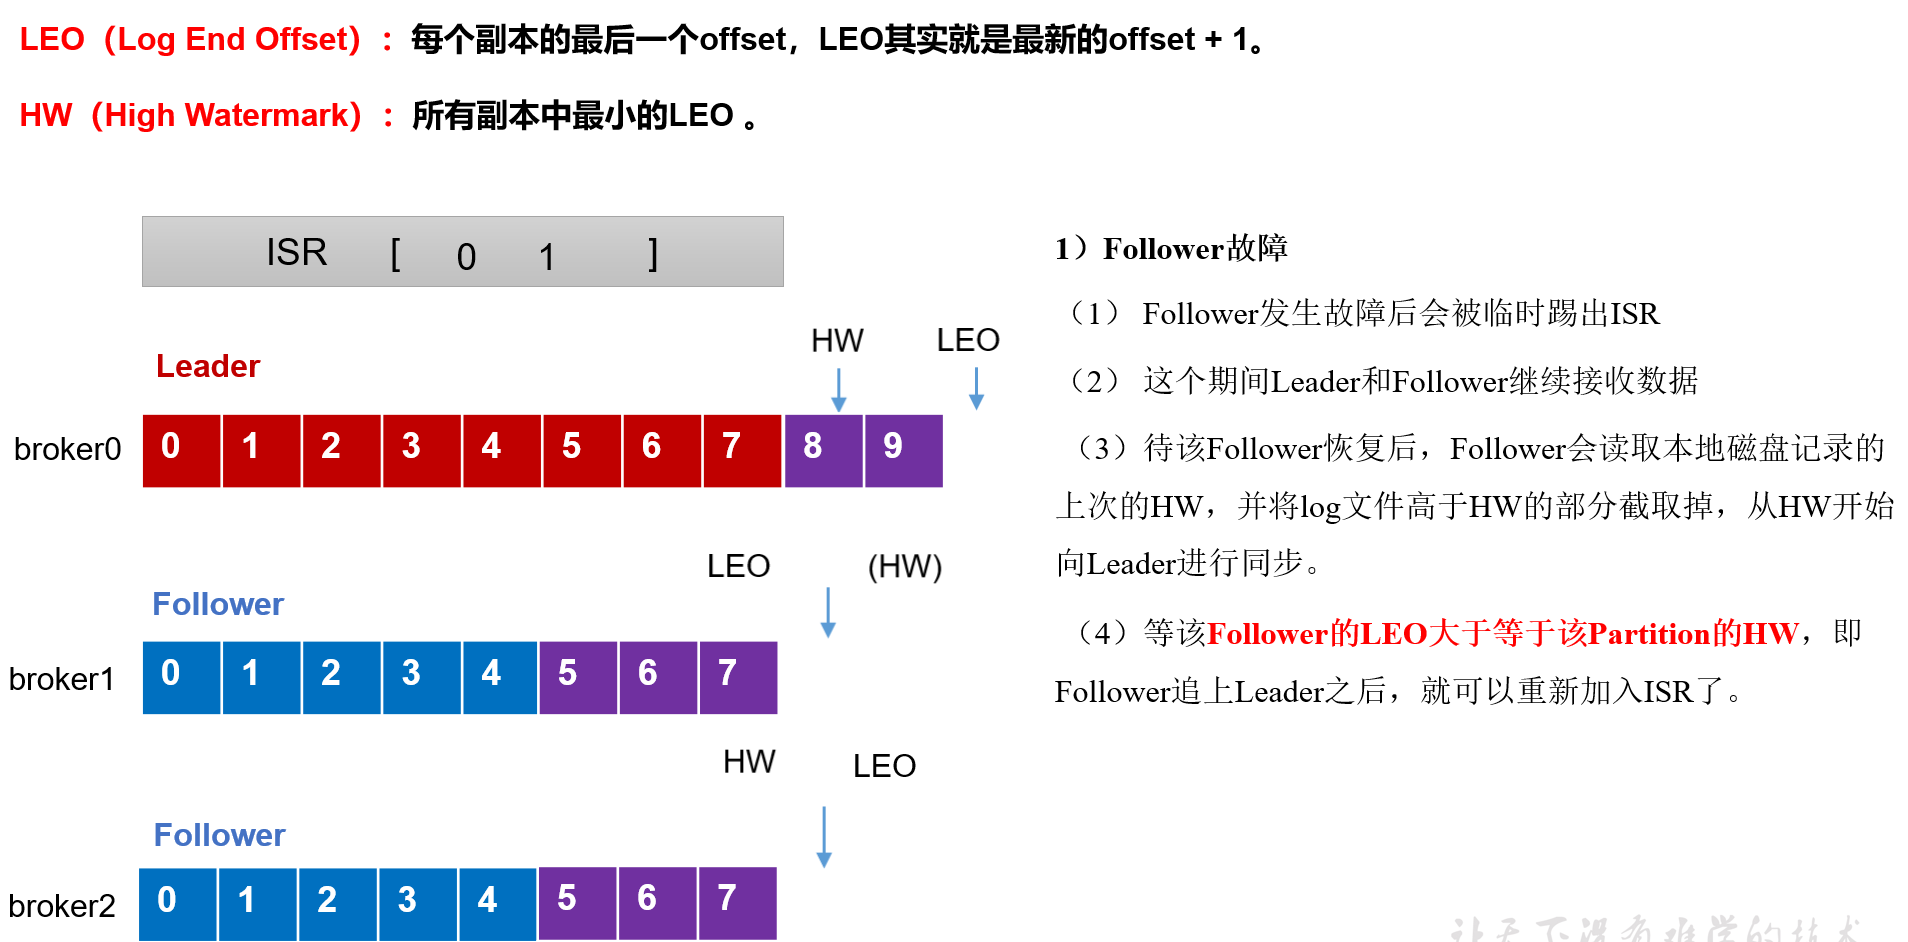 LEO（Log End Offset）：每个副本的最后一个offset，LEO其实就是最新的offset + 1。
HW（High Watermark）：所有副本中最小的LEO 。
ISR [ 0 1 ]
HW LEO
Leader
broker0 0 1 2 3 4 5 6 7 8 9
LEO (HW)
Follower
broker1 0 1 2 3 4 5 6 7
HW LEO
Follower
broker2 0 1 2 3 4 5 6 7
1）Follower故障
（1） Follower发生故障后会被临时踢出ISR
（2） 这个期间Leader和Follower继续接收数据
（3）待该Follower恢复后，Follower会读取本地磁盘记录的
上次的HW，并将log文件高于HW的部分截取掉，从HW开始
向Leader进行同步。
（4）等该Follower的LEO大于等于该Partition的HW，即
Follower追上Leader之后，就可以重新加入ISR了。
让天下没有难学的技术